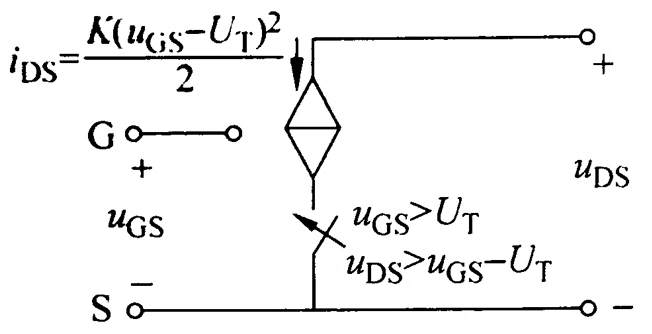 i_DS=K(u_GS−U_T)²/2
+
G
+
u_DS
u_GS
u_GS>U_T
u_DS>u_GS−U_T
−
S
−